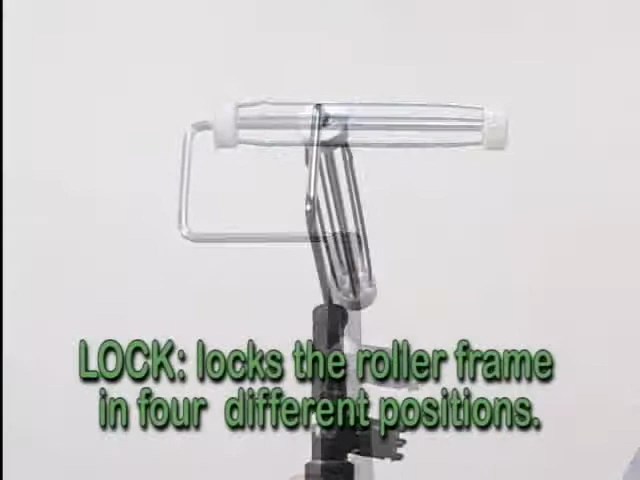 LOCK: locks the roller frame
in four different positions.